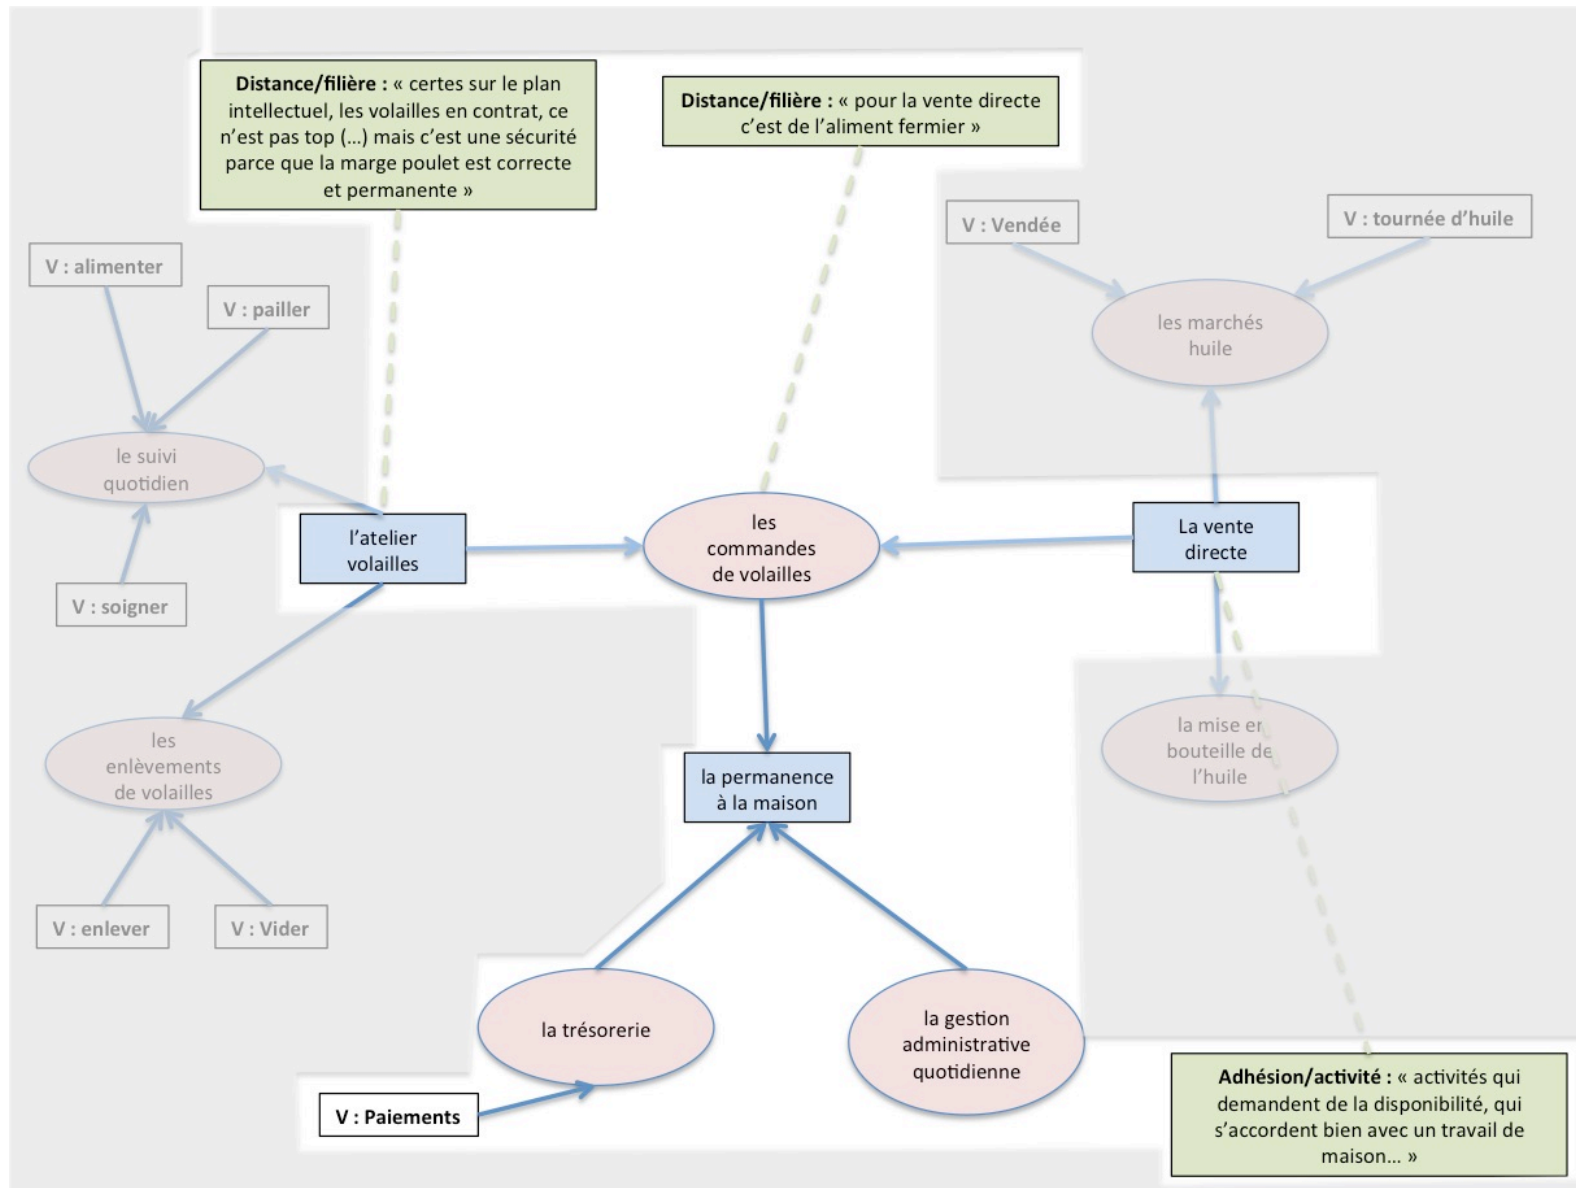 Distance/filière : « certes sur le plan
intellectuel, les volailles en contrat, ce
n’est pas top (…) mais c’est une sécurité
parce que la marge poulet est correcte
et permanente »
Distance/filière : « pour la vente directe
c’est de l’aliment fermier »
V : Vendée
V : tournée d’huile
V : alimenter
V : pailler
les marchés
huile
le suivi
quotidien
l’atelier
volailles
les
commandes
de volailles
La vente
directe
V : soigner
les
enlèvements
de volailles
la permanence
à la maison
la mise en
bouteille de
l’huile
V : enlever
V : Vider
la trésorerie
la gestion
administrative
quotidienne
V : Paiements
Adhésion/activité : « activités qui
demandent de la disponibilité, qui
s’accordent bien avec un travail de
maison… »